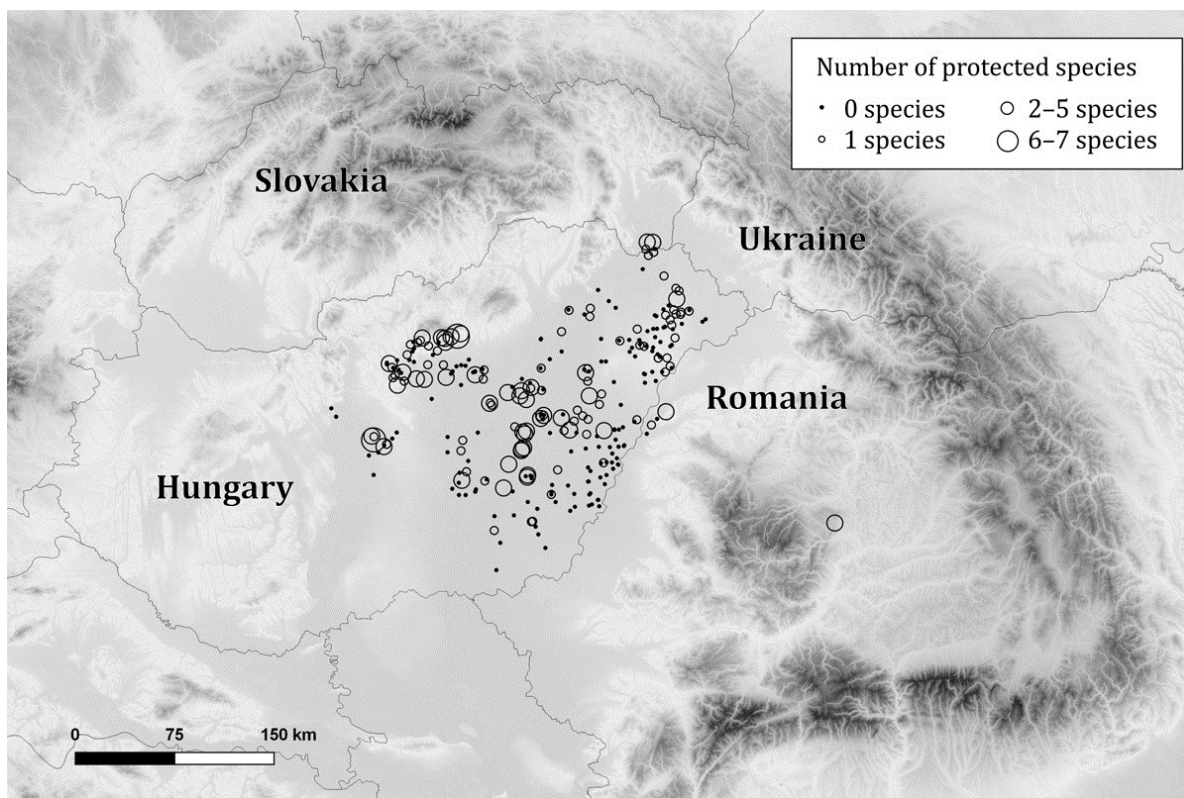 Number of protected species
0 species
2–5 species
1 species
6–7 species
Slovakia
Ukraine
Romania
Hungary
0 75 150 km